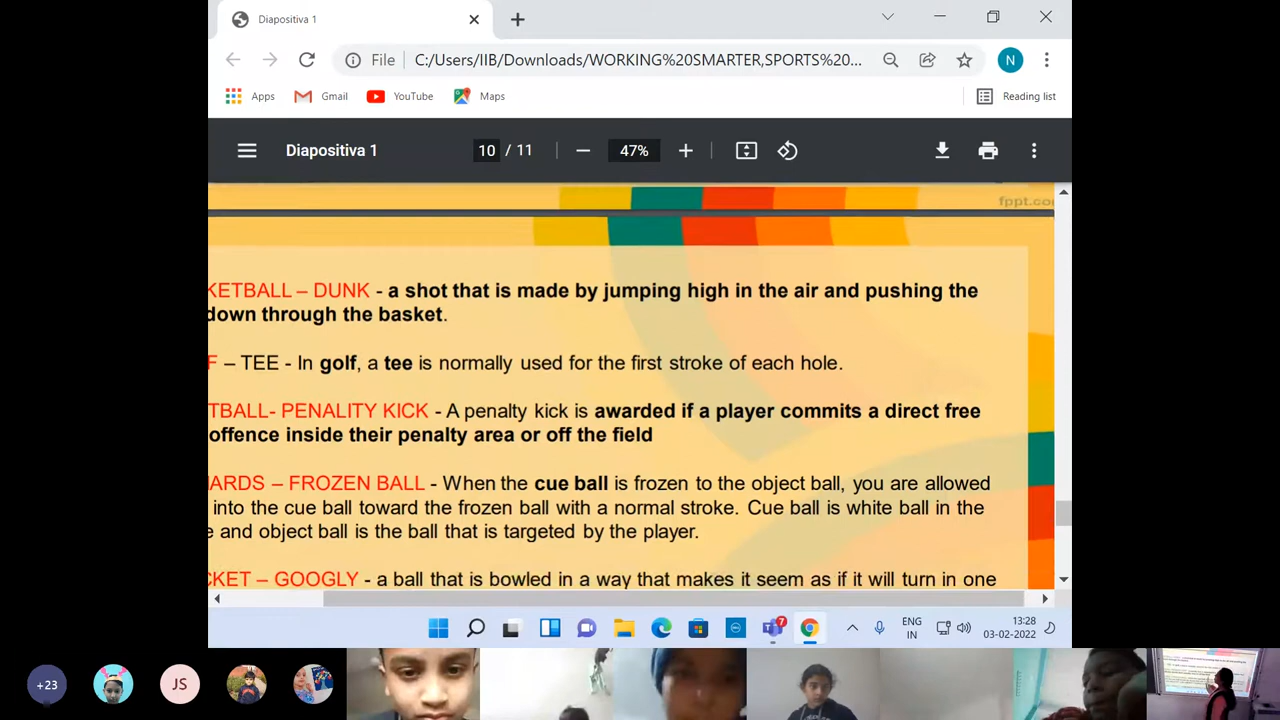 Diapositiva 1
File
C:/Users/IIB/Downloads/WORKING%20SMARTER,SPORTS%20...
N
Apps
Gmail
YouTube
Maps
Reading list
Diapositiva 1
10 / 11
47%
fppt.co
KETBALL – DUNK - a shot that is made by jumping high in the air and pushing the
down through the basket.
F – TEE - In golf, a tee is normally used for the first stroke of each hole.
TBALL- PENALITY KICK - A penalty kick is awarded if a player commits a direct free
offence inside their penalty area or off the field
ARDS – FROZEN BALL - When the cue ball is frozen to the object ball, you are allowed
into the cue ball toward the frozen ball with a normal stroke. Cue ball is white ball in the
e and object ball is the ball that is targeted by the player.
CKET – GOOGLY - a ball that is bowled in a way that makes it seem as if it will turn in one
7
ENG
IN
13:28
03-02-2022
+23
JS